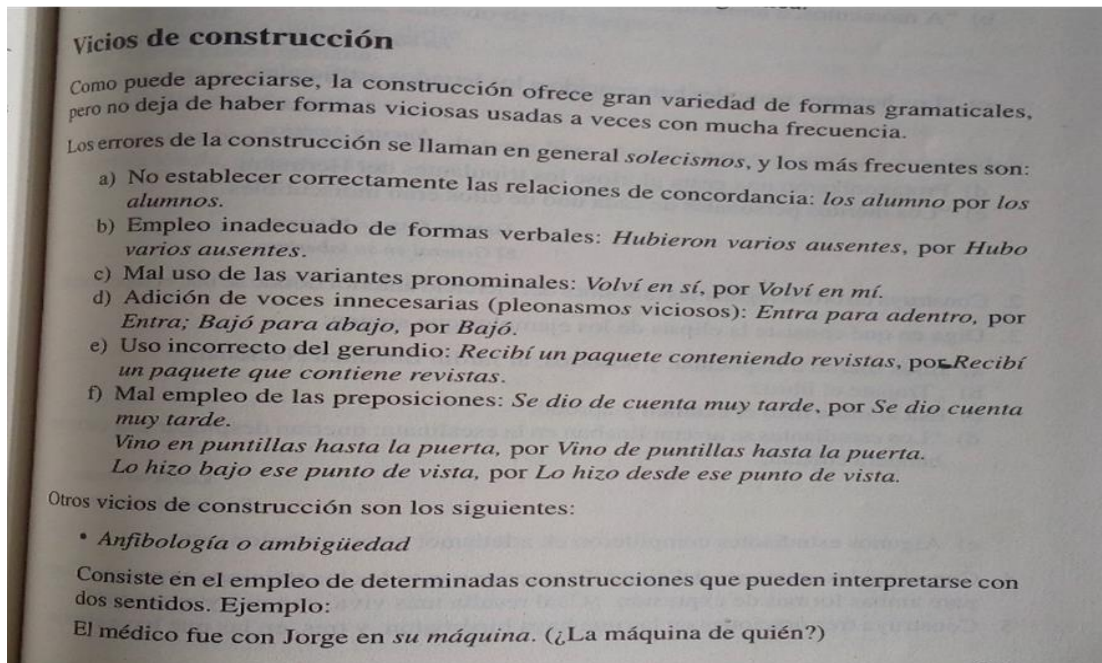 Vicios de construcción
Como puede apreciarse, la construcción ofrece gran variedad de formas gramaticales,
pero no deja de haber formas viciosas usadas a veces con mucha frecuencia.
Los errores de la construcción se llaman en general solecismos, y los más frecuentes son:
a) No establecer correctamente las relaciones de concordancia: los alumno por los
alumnos.
b) Empleo inadecuado de formas verbales: Hubieron varios ausentes, por Hubo
varios ausentes.
c) Mal uso de las variantes pronominales: Volví en sí, por Volví en mí.
d) Adición de voces innecesarias (pleonasmos viciosos): Entra para adentro, por
Entra; Bajó para abajo, por Bajó.
e) Uso incorrecto del gerundio: Recibí un paquete conteniendo revistas, por Recibí
un paquete que contiene revistas.
f) Mal empleo de las preposiciones: Se dio de cuenta muy tarde, por Se dio cuenta
muy tarde.
Vino en puntillas hasta la puerta, por Vino de puntillas hasta la puerta.
Lo hizo bajo ese punto de vista, por Lo hizo desde ese punto de vista.
Otros vicios de construcción son los siguientes:
• Anfibología o ambigüedad
Consiste en el empleo de determinadas construcciones que pueden interpretarse con
dos sentidos. Ejemplo:
El médico fue con Jorge en su máquina. (¿La máquina de quién?)